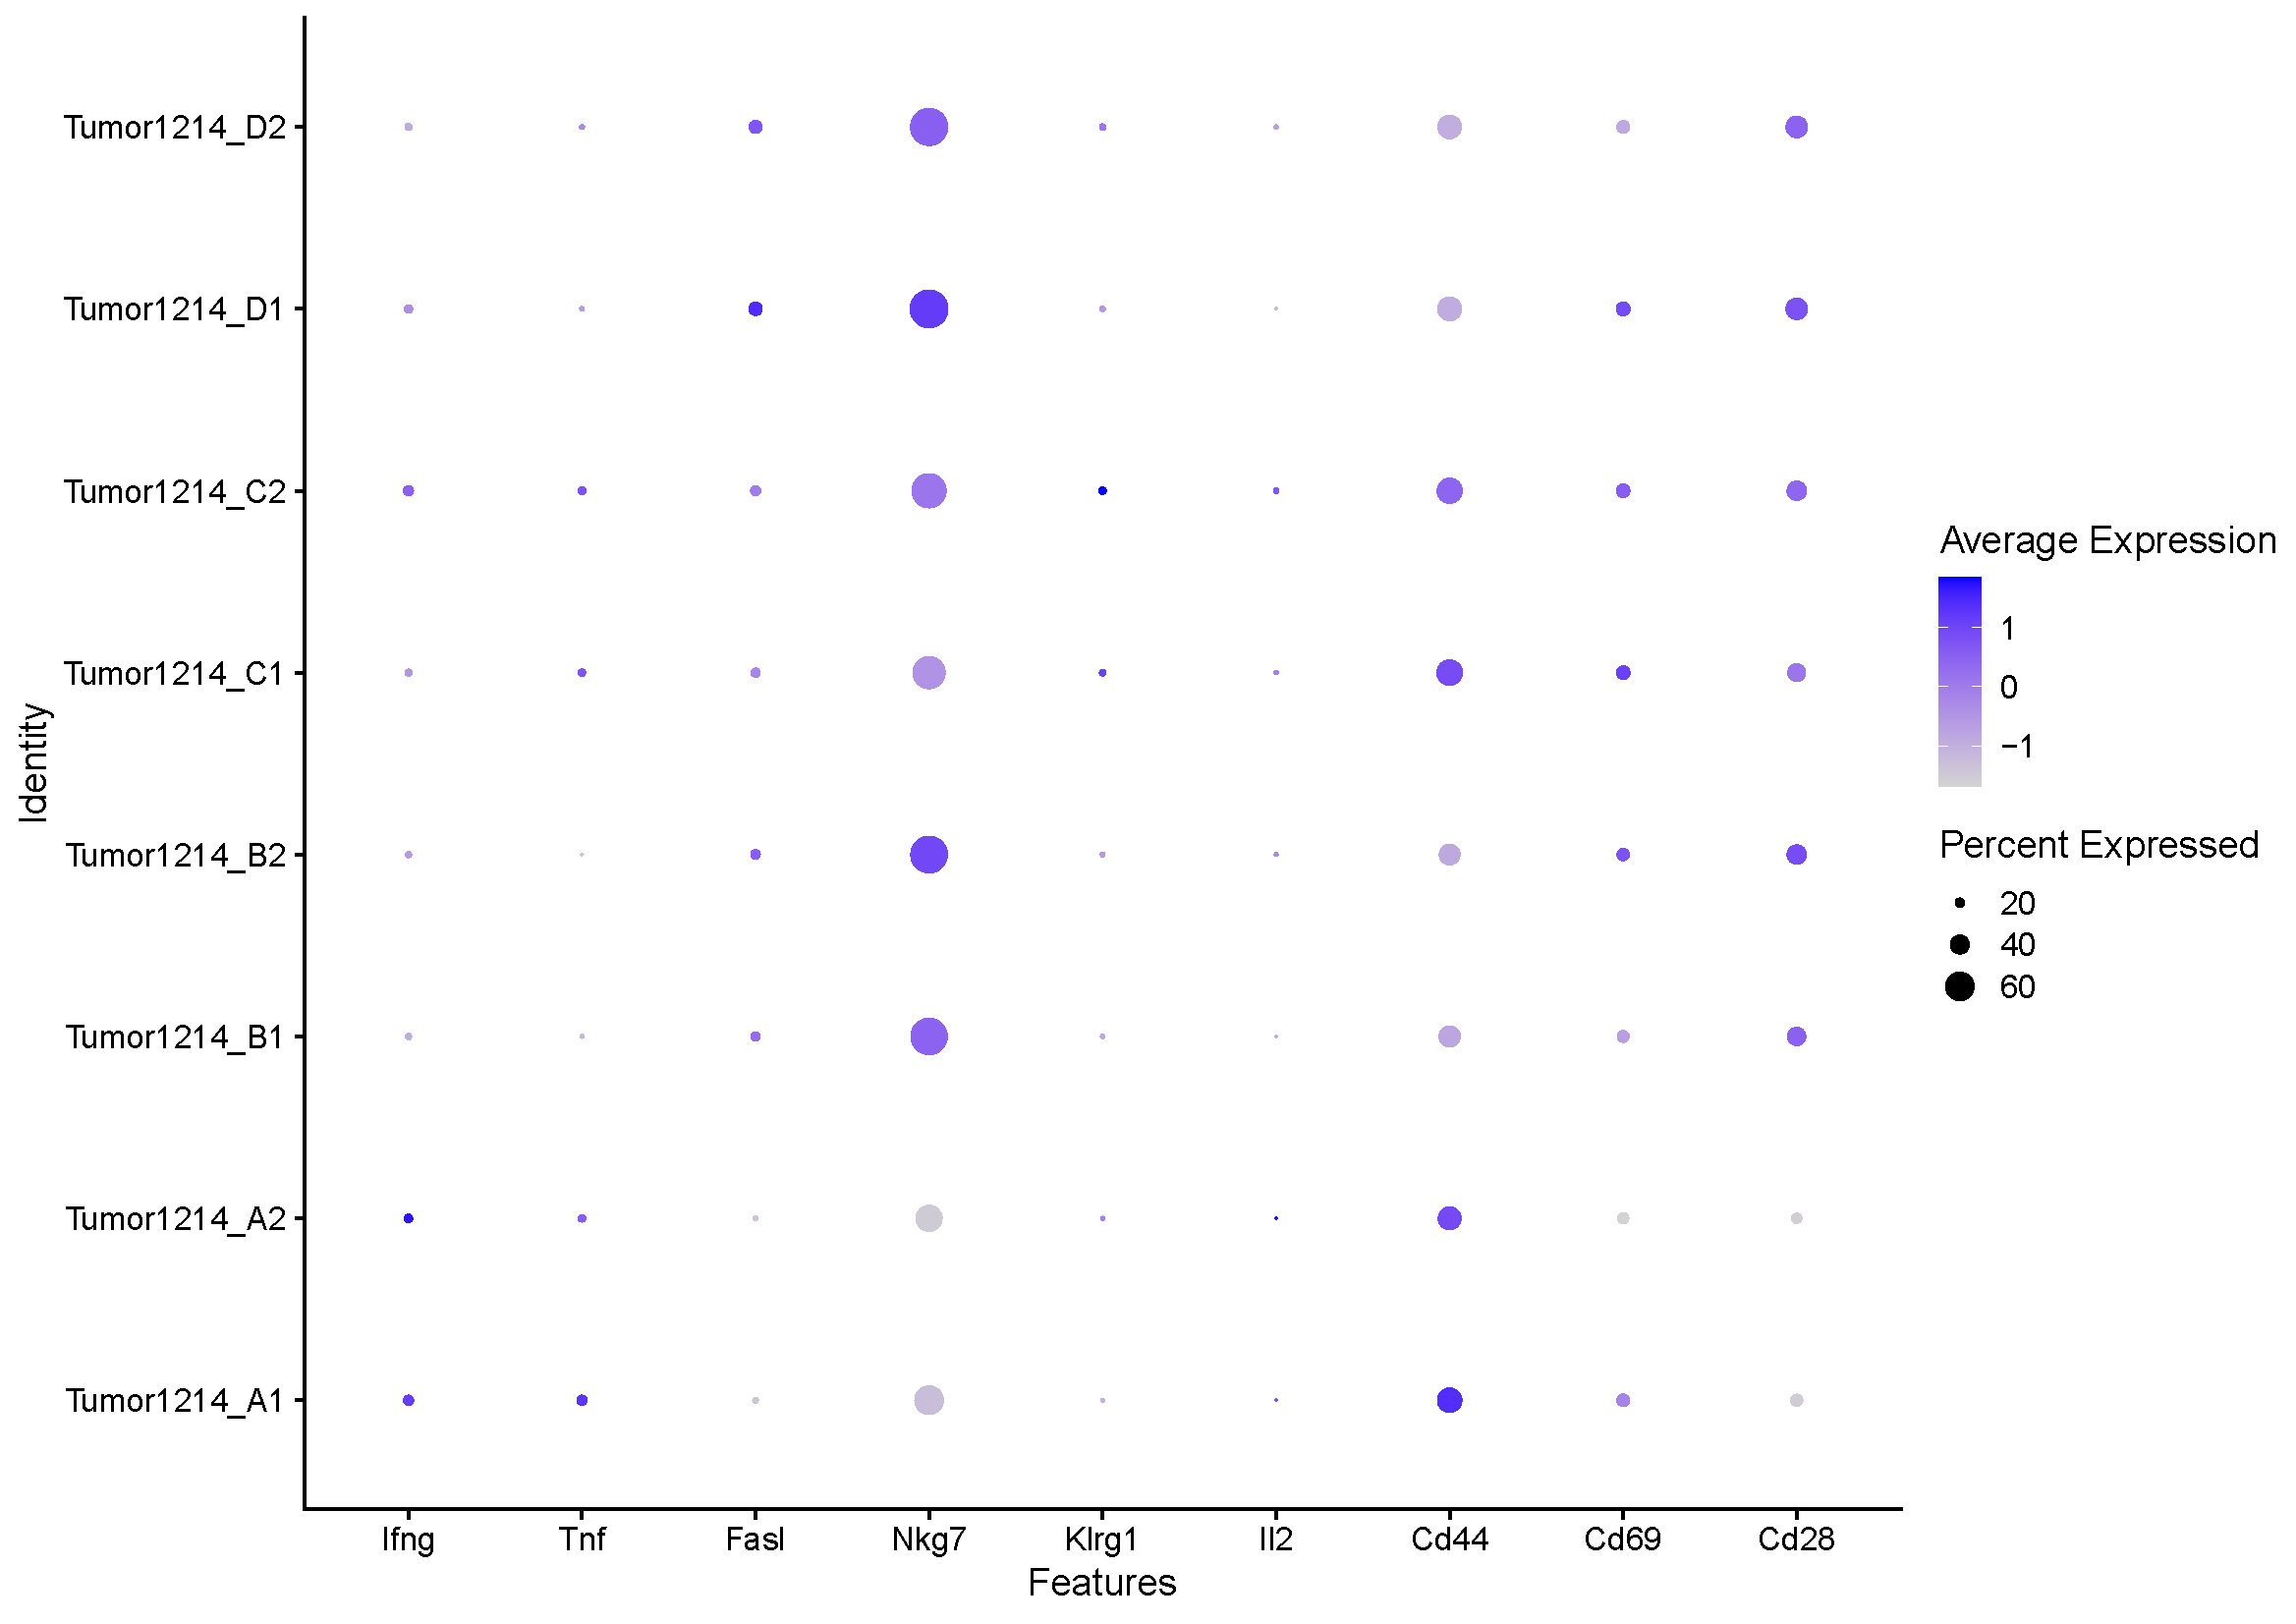 Tumor1214_D2
Tumor1214_D1
Tumor1214_C2
Tumor1214_C1
Tumor1214_B2
Tumor1214_B1
Tumor1214_A2
Tumor1214_A1
Identity
Ifng Tnf Fasl Nkg7 Klrg1 Il2 Cd44 Cd69 Cd28
Features
Average Expression
1
0
−1
Percent Expressed
20
40
60